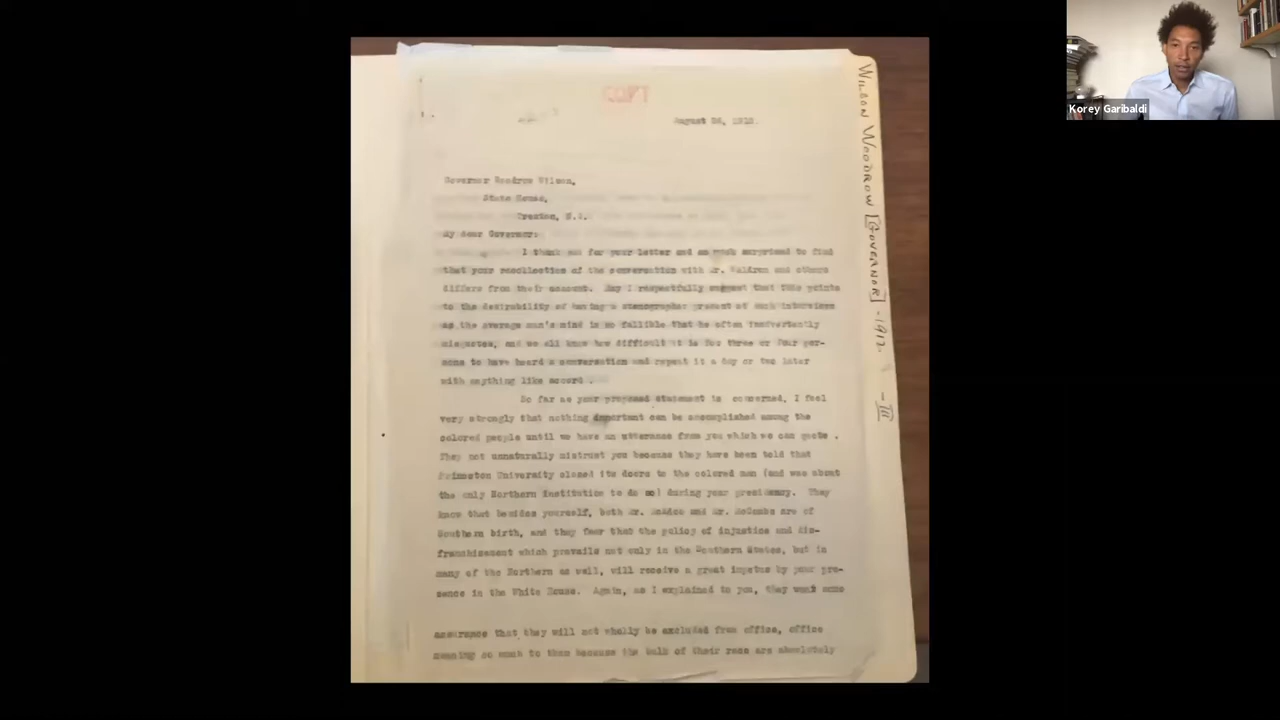 August 28, 1912.
Governor Woodrow Wilson,
State House,
Trenton, N.J.
My dear Governor:
I thank you for your letter and am much surprised to find
that your recollection of the conversation with Mr. Waldron and others
differs from their account. May I respectfully suggest that this points
to the desirability of having a stenographer present at such interviews
as the average man's mind is so fallible that he often inadvertently
misquotes, and we all know how difficult it is for three or four per-
sons to have heard a conversation and repeat it a day or two later
with anything like accord .
So far as your proposed statement is concerned, I feel
very strongly that nothing important can be accomplished among the
colored people until we have an utterance from you which we can quote .
They not unnaturally mistrust you because they have been told that
Princeton University closed its doors to the colored man (and was about
the only Northern institution to do so) during your presidency. They
know that besides yourself, both Mr. McAdoo and Mr. McCombs are of
Southern birth, and they fear that the policy of injustice and dis-
franchisement which prevails not only in the Southern States, but in
many of the Northern as well, will receive a great impetus by your pre-
sence in the White House. Again, as I explained to you, they want some
assurance that they will not wholly be excluded from office, office
meaning so much to them because the bulk of their race are absolutely
WILSON WOODROW [GOVERNOR] - 1912. - III
Korey Garibaldi